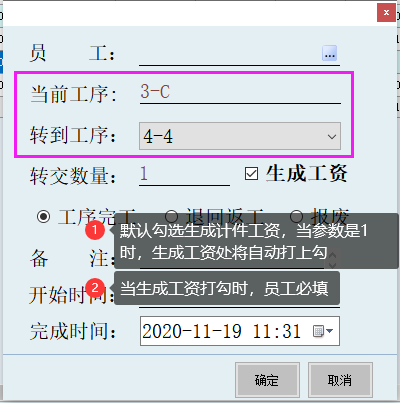 员 工:
...
当前工序: 3-C
转到工序: 4-4
转交数量: 1 生成工资
工序完工 退回返工 报废
1 默认勾选生成计件工资，当参数是1
时，生成工资处将自动打上勾
备 注:
2 当生成工资打勾时，员工必填
开始时间:
完成时间: 2020-11-19 11:31
确定 取消